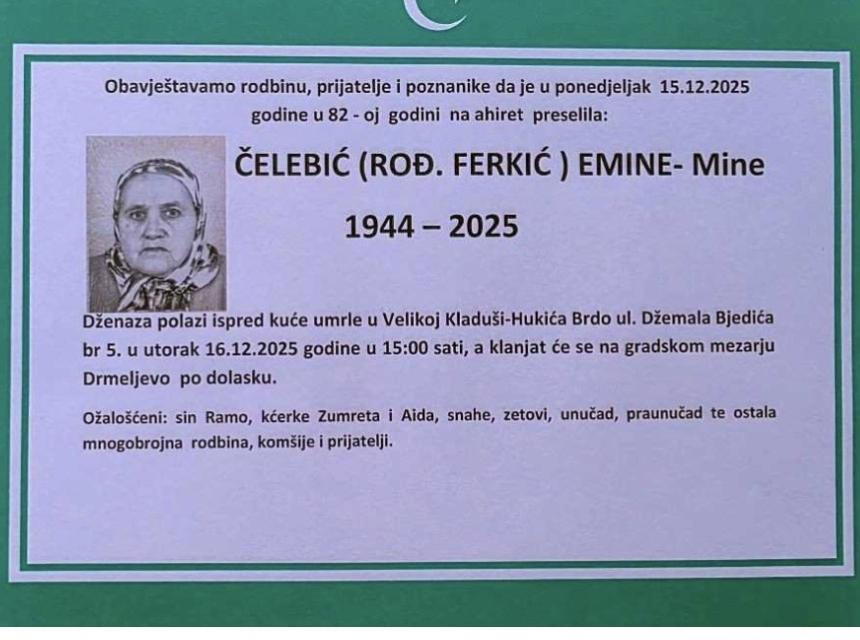 Obavještavamo rodbinu, prijatelje i poznanike da je u ponedjeljak 15.12.2025
godine u 82 - oj godini na ahiret preselila:
ČELEBIĆ (ROĐ. FERKIĆ ) EMINE- Mine
1944 – 2025
Dženaza polazi ispred kuće umrle u Velikoj Kladuši-Hukića Brdo ul. Džemala Bjedića
br 5. u utorak 16.12.2025 godine u 15:00 sati, a klanjat će se na gradskom mezarju
Drmeljevo po dolasku.
Ožalošćeni: sin Ramo, kćerke Zumreta i Aida, snahe, zetovi, unučad, praunučad te ostala
mnogobrojna rodbina, komšije i prijatelji.